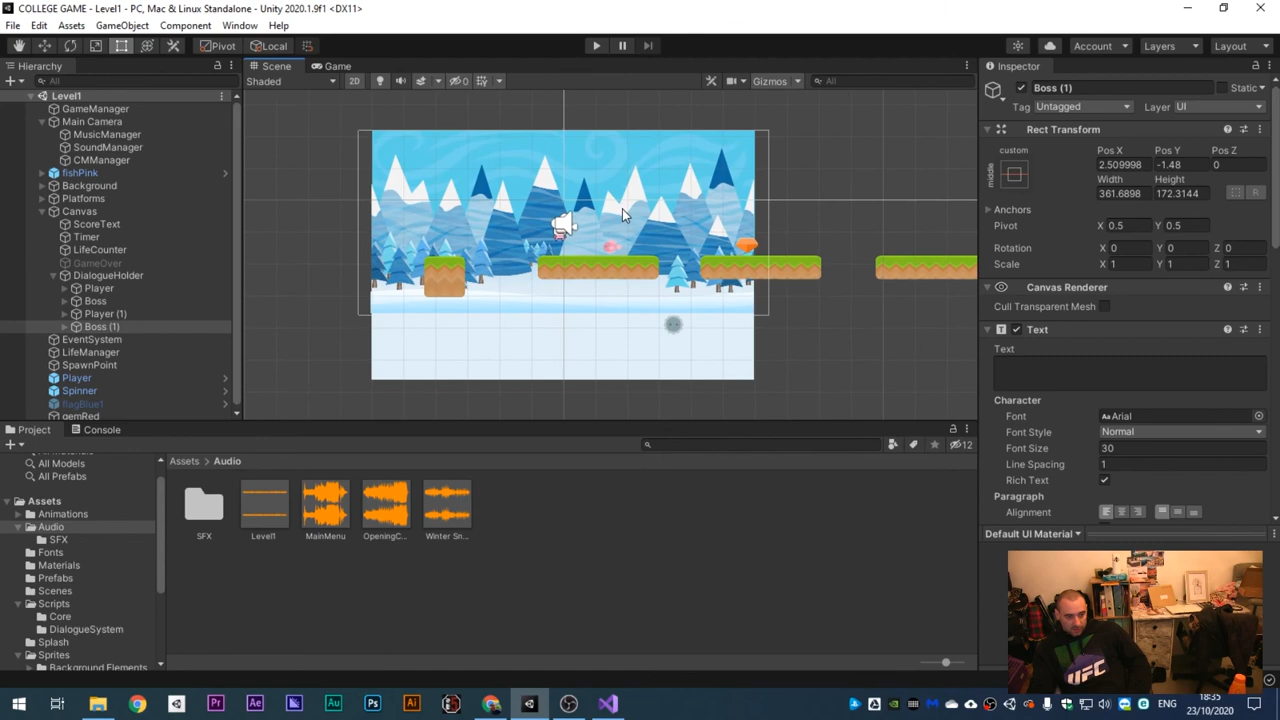 COLLEGE GAME - Level1 - PC, Mac & Linux Standalone - Unity 2020.1.9f1 <DX11>
File Edit Assets GameObject Component Window Help
Pivot Local Account Layers Layout
Hierarchy
All
Level1
GameManager
Main Camera
MusicManager
SoundManager
CMManager
fishPink
Background
Platforms
Canvas
ScoreText
Timer
LifeCounter
GameOver
DialogueHolder
Player
Boss
Player (1)
Boss (1)
EventSystem
LifeManager
SpawnPoint
Player
Spinner
flagBlue1
gemRed
Scene Game
Shaded 2D 0 Gizmos All
Inspector
Boss (1) Static
Tag Untagged Layer UI
Rect Transform
custom
middle
Pos X Pos Y Pos Z
2.509998 -1.48 0
Width Height
361.6898 172.3144 R
Anchors
Pivot X 0.5 Y 0.5
Rotation X 0 Y 0 Z 0
Scale X 1 Y 1 Z 1
Canvas Renderer
Cull Transparent Mesh
Text
Text
Character
Font Aa Arial
Font Style Normal
Font Size 30
Line Spacing 1
Rich Text
Paragraph
Alignment
Default UI Material
Project Console
12
All Models
All Prefabs
Assets
Animations
Audio
SFX
Fonts
Materials
Prefabs
Scenes
Scripts
Core
DialogueSystem
Splash
Sprites
Background Elements
Assets > Audio
SFX Level1 MainMenu OpeningC... Winter Sn...
UFC
Pr Ae Au Ps Ai
ENG
18:35
23/10/2020